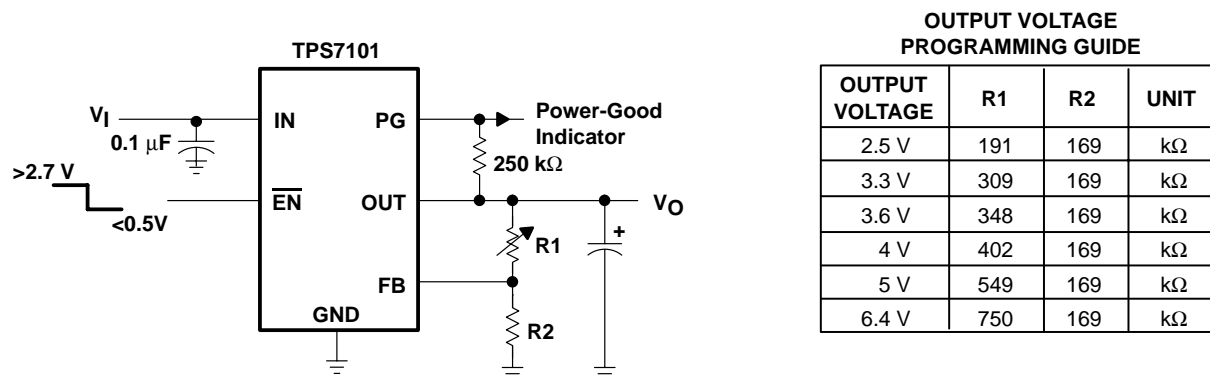 TPS7101
V_I
IN
PG
Power-Good
Indicator
0.1 μF
250 kΩ
>2.7 V
<0.5V
EN
OUT
V_O
R1
FB
GND
R2
OUTPUT VOLTAGE
PROGRAMMING GUIDE
OUTPUT
VOLTAGE
R1
R2
UNIT
2.5 V 191 169 kΩ
3.3 V 309 169 kΩ
3.6 V 348 169 kΩ
4 V 402 169 kΩ
5 V 549 169 kΩ
6.4 V 750 169 kΩ